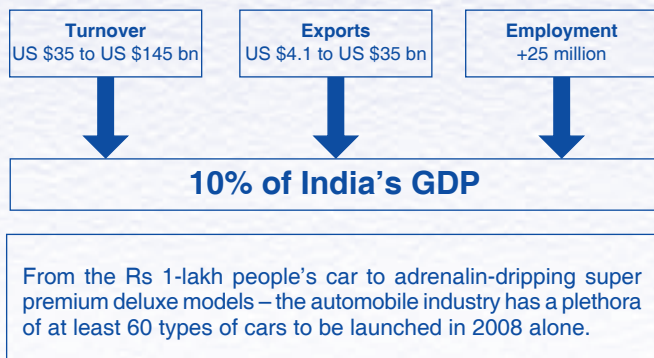 Turnover
US $35 to US $145 bn
Exports
US $4.1 to US $35 bn
Employment
+25 million
10% of India’s GDP
From the Rs 1-lakh people’s car to adrenalin-dripping super
premium deluxe models – the automobile industry has a plethora
of at least 60 types of cars to be launched in 2008 alone.